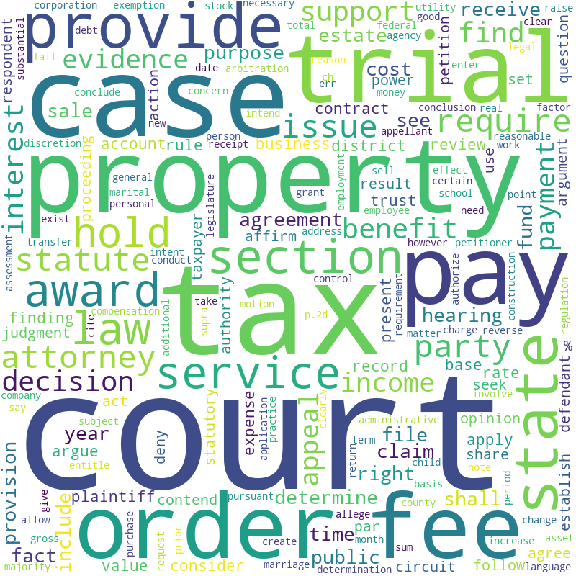 corporation
exemption
stock
necessary
provide
support
utility
good
raise
debt
receive
federal
clear
question
respondent
substantial
evidence
purpose
estate
agency
total
legal
petition
find
fact
arbitration
cost
power
err
set
case
trial
conclude
date
concern
intend
money
enter
sale
action
contract
conclusion
real
factor
interest
discretion
new
issue
see
appellant
require
account
rule
business
district
review
reasonable
use
work
argument
proceeding
person
receipt
legislature
employment
sell
effect
property
general
marital
personal
result
trust
certain
school
payment
hold
exist
agreement
grant
employee
benefit
need
point
fund
transfer
intent
taxpayer
affirm
address
petitioner
however
assessment
statute
conduct
section
control
pay
authorize
construction
finding
compensation
additional
take
motion
authority
present
requirement
hearing
award
law
cite
supra
p.2d
tax
matter
charge
reverse
judgment
attorney
party
state
decision
service
record
base
rate
defendant
company
act
income
seek
involve
say
year
subject
statutory
expense
application
practice
clearly
administrative
opinion
argue
entitle
deny
appeal
file
term
claim
apply
share
note
provision
give
court
plaintiff
contend
pursuant
determine
return
right
child
basis
shall
period
establish
allow
include
order
fee
allege
county
change
asset
gross
purchase
request
prior
create
time
month
par
sum
increase
agree
fact
value
consider
public
follow
majority
marriage
determination
circuit
language